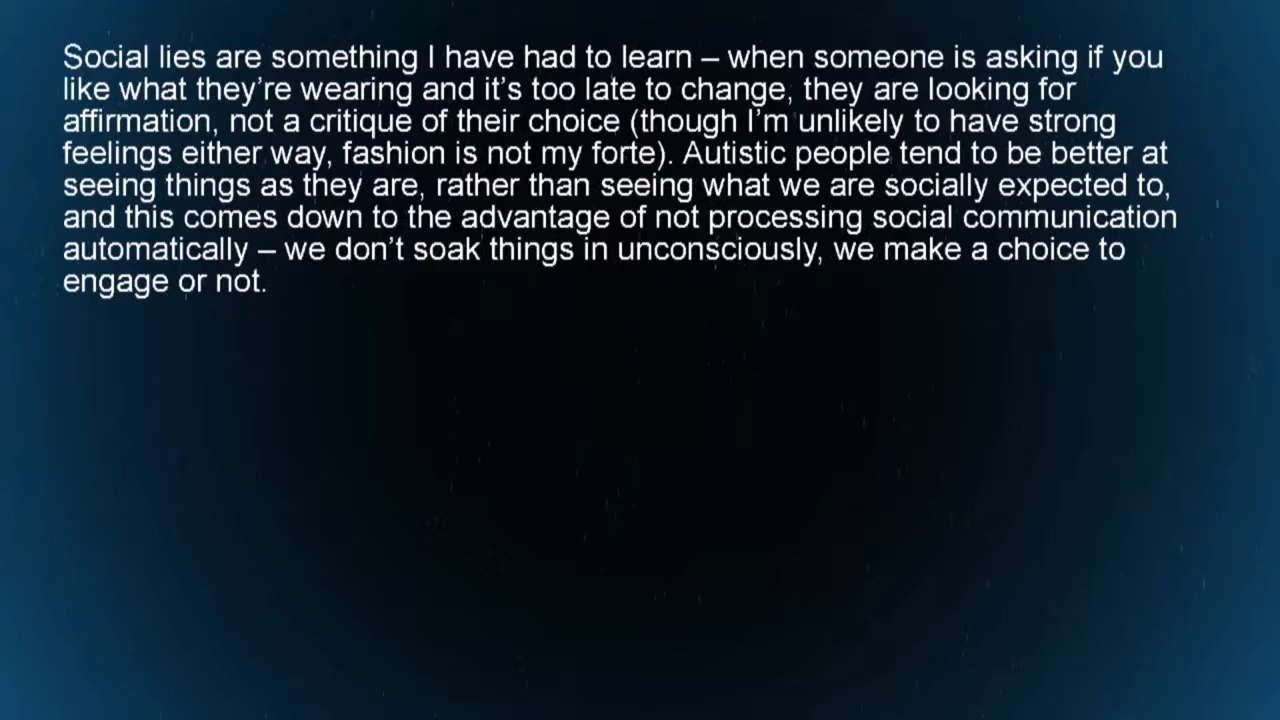 Social lies are something I have had to learn – when someone is asking if you
like what they’re wearing and it’s too late to change, they are looking for
affirmation, not a critique of their choice (though I’m unlikely to have strong
feelings either way, fashion is not my forte). Autistic people tend to be better at
seeing things as they are, rather than seeing what we are socially expected to,
and this comes down to the advantage of not processing social communication
automatically – we don’t soak things in unconsciously, we make a choice to
engage or not.